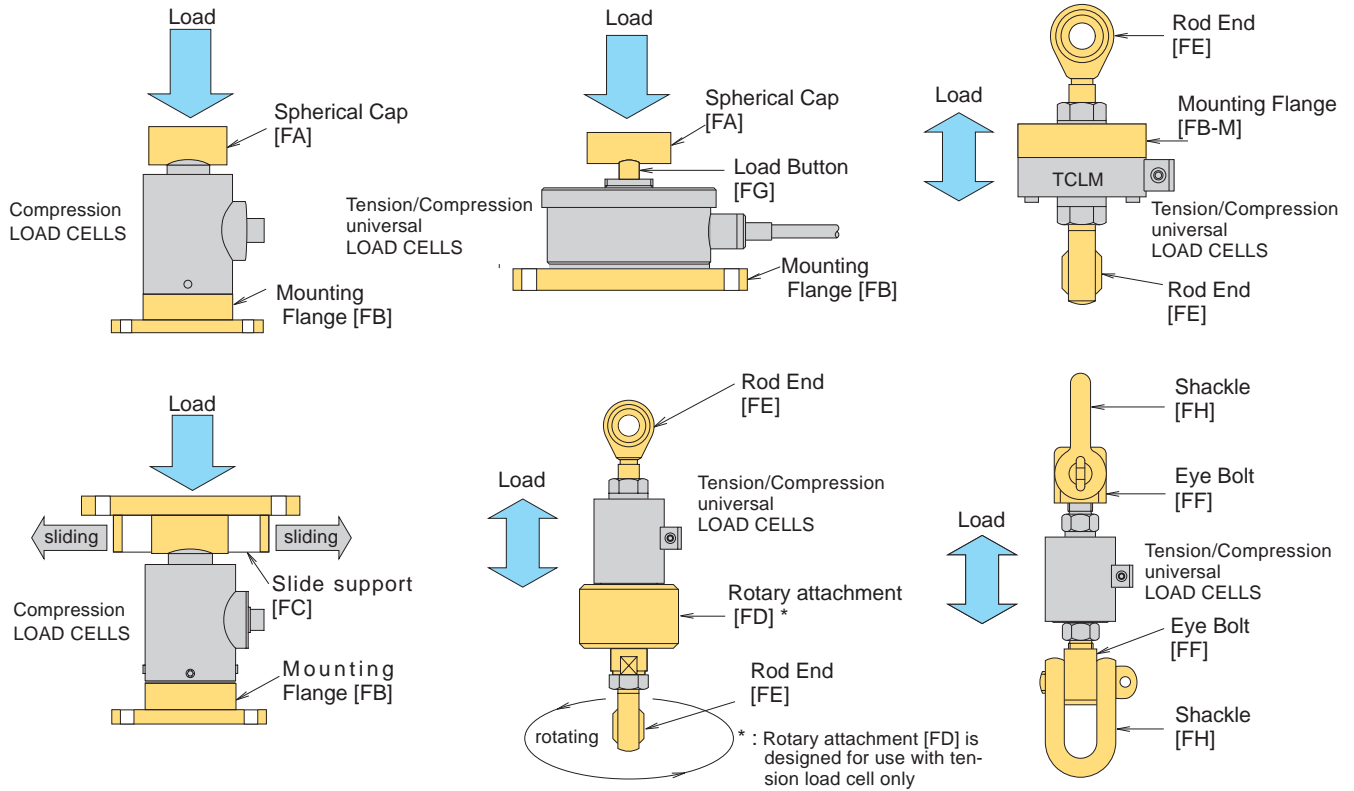 Load
Spherical Cap
[FA]
Compression
LOAD CELLS
Mounting
Flange [FB]
Load
Spherical Cap
[FA]
Load Button
[FG]
Tension/Compression
universal
LOAD CELLS
Mounting
Flange [FB]
Rod End
[FE]
Load
Mounting Flange
[FB-M]
TCLM
Tension/Compression
universal
LOAD CELLS
Rod End
[FE]
Load
sliding
sliding
Slide support
[FC]
Compression
LOAD CELLS
Mounting
Flange [FB]
Rod End
[FE]
Load
Tension/Compression
universal
LOAD CELLS
Rotary attachment
[FD] *
Rod End
[FE]
rotating
* : Rotary attachment [FD] is
designed for use with ten-
sion load cell only
Shackle
[FH]
Eye Bolt
[FF]
Load
Tension/Compression
universal
LOAD CELLS
Eye Bolt
[FF]
Shackle
[FH]